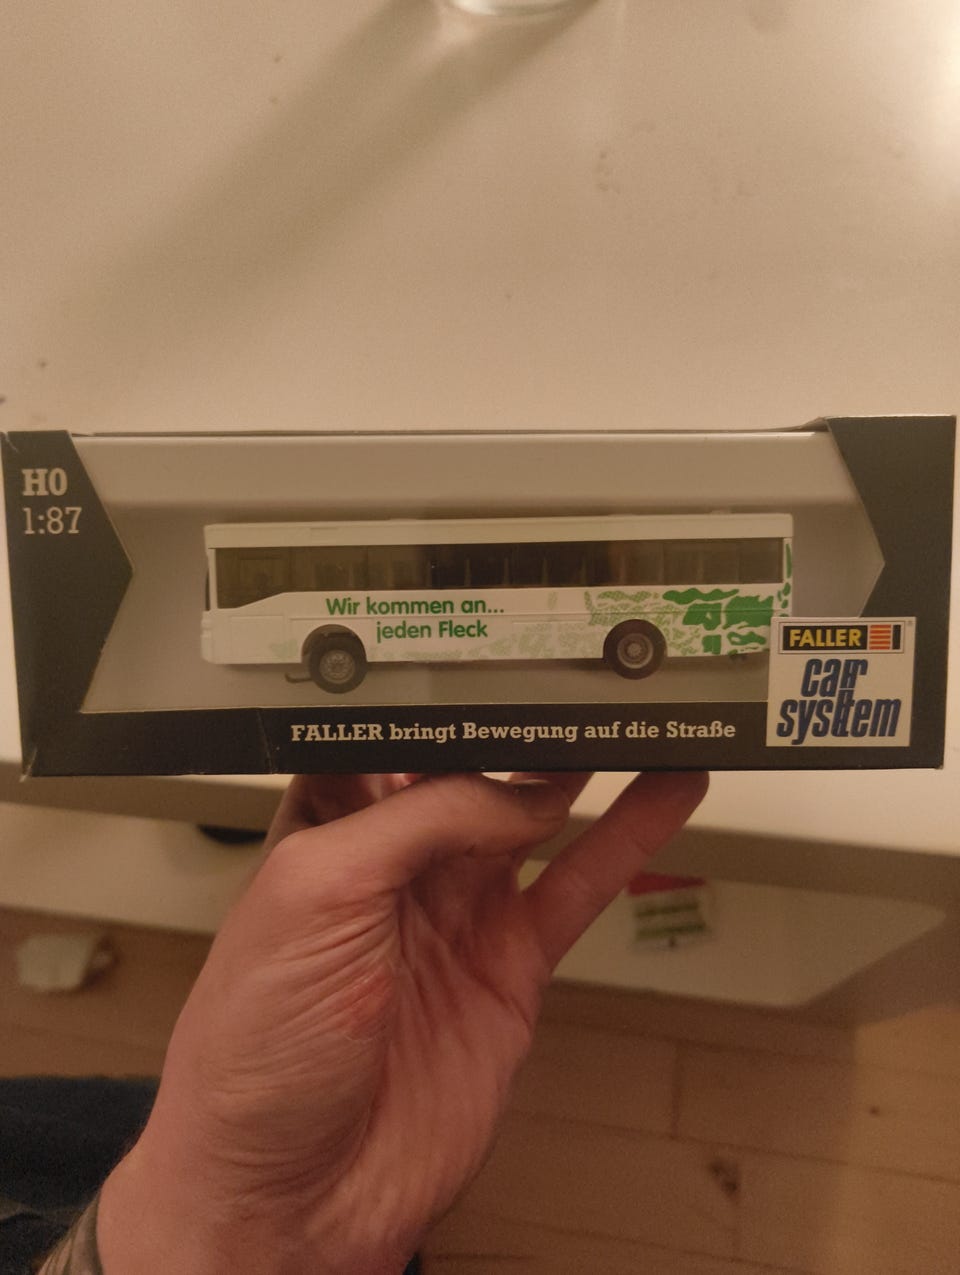 H0
1:87
Wir kommen an...
jeden Fleck
FALLER
car
system
FALLER bringt Bewegung auf die Straße